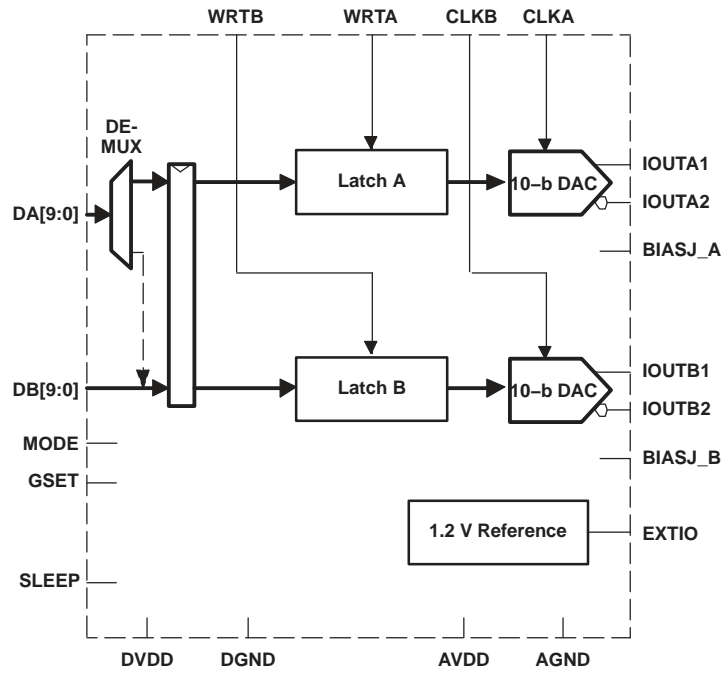 WRTB WRTA CLKB CLKA
DE-
MUX
IOUTA1
Latch A
10–b DAC
IOUTA2
DA[9:0]
BIASJ_A
IOUTB1
DB[9:0]
Latch B
10–b DAC
IOUTB2
MODE
BIASJ_B
GSET
1.2 V Reference
EXTIO
SLEEP
DVDD DGND AVDD AGND